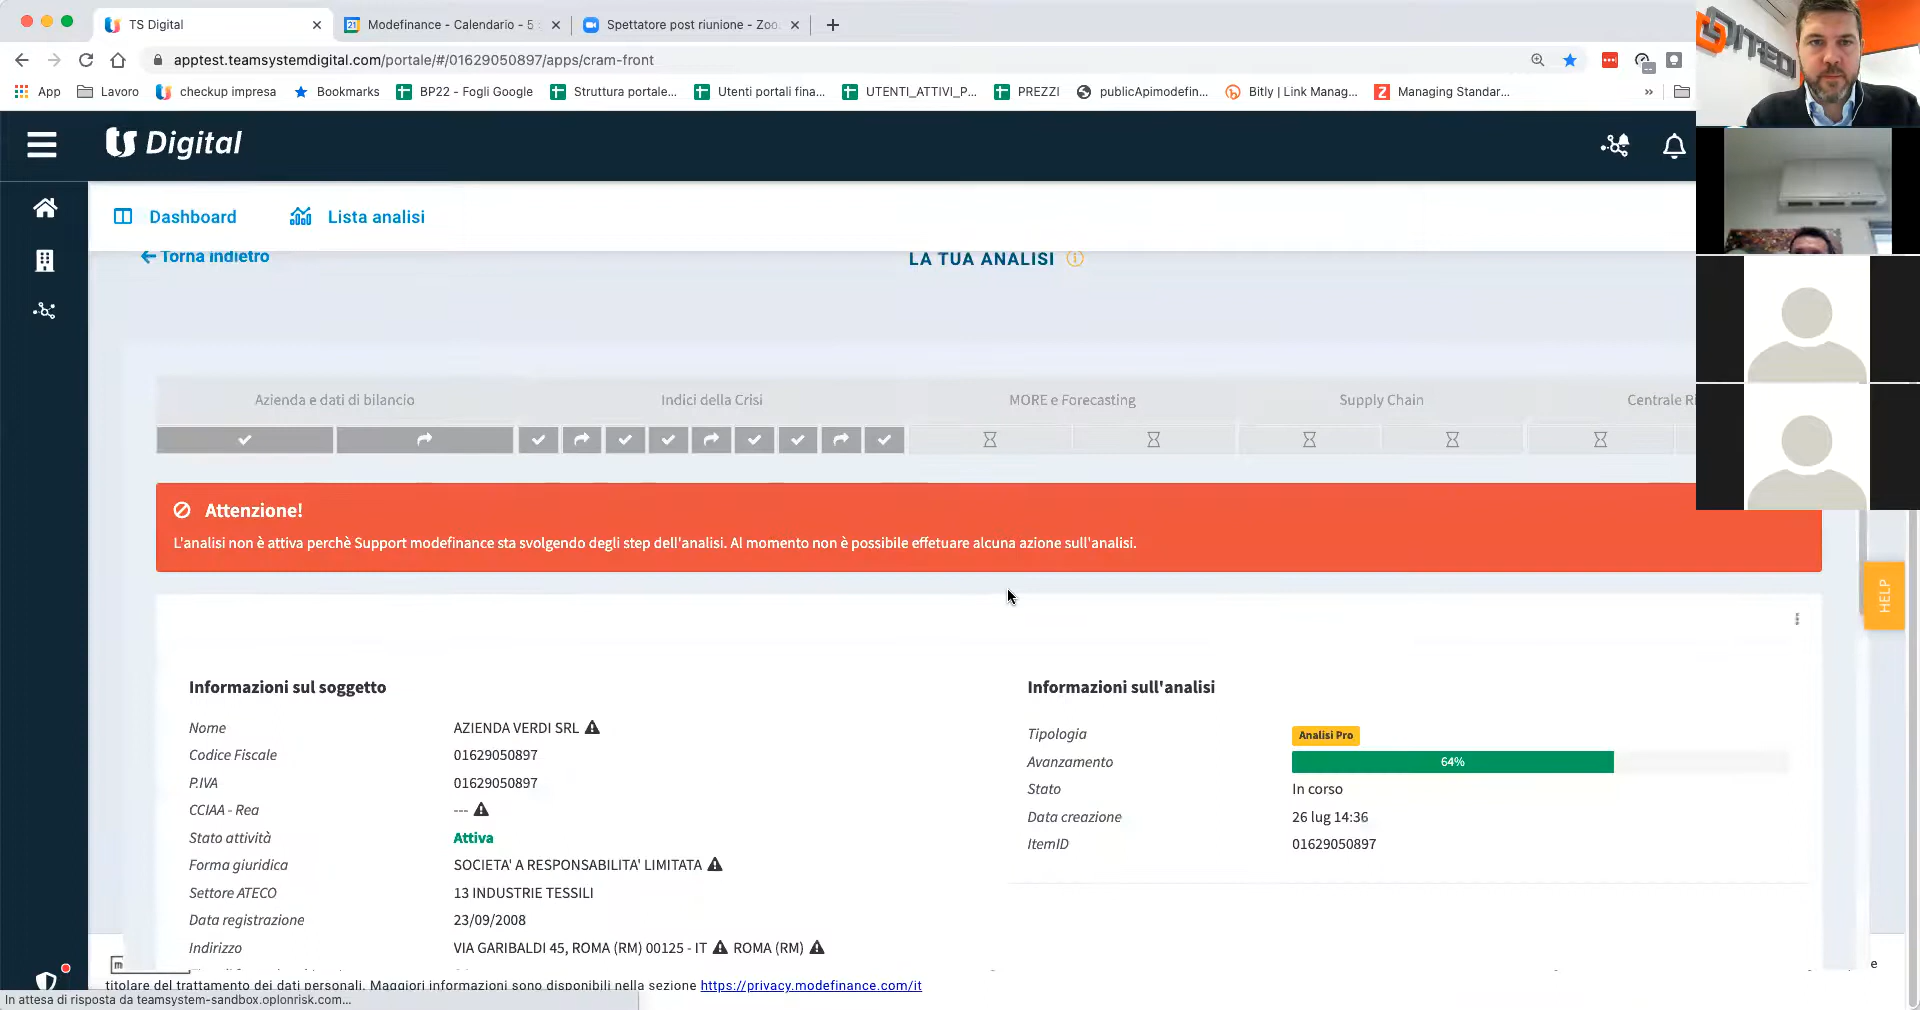 TS Digital
Modefinance - Calendario - 5
Spettatore post riunione - Zoo
apptest.teamsystemdigital.com/portale/#/01629050897/apps/cram-front
App
Lavoro
checkup impresa
Bookmarks
BP22 - Fogli Google
Struttura portale...
Utenti portali fina...
UTENTI_ATTIVI_P...
PREZZI
publicApimodefin...
Bitly | Link Manag...
Managing Standar...
»
ts Digital
Dashboard
Lista analisi
Torna indietro
LA TUA ANALISI
Azienda e dati di bilancio
Indici della Crisi
MORE e Forecasting
Supply Chain
Centrale Ri
Attenzione!
L'analisi non è attiva perchè Support modefinance sta svolgendo degli step dell'analisi. Al momento non è possibile effetuare alcuna azione sull'analisi.
HELP
Informazioni sul soggetto
Nome AZIENDA VERDI SRL
Codice Fiscale 01629050897
P.IVA 01629050897
CCIAA - Rea ---
Stato attività Attiva
Forma giuridica SOCIETA' A RESPONSABILITA' LIMITATA
Settore ATECO 13 INDUSTRIE TESSILI
Data registrazione 23/09/2008
Indirizzo VIA GARIBALDI 45, ROMA (RM) 00125 - IT ROMA (RM)
Informazioni sull'analisi
Tipologia Analisi Pro
Avanzamento 64%
Stato In corso
Data creazione 26 lug 14:36
ItemID 01629050897
e
titolare del trattamento dei dati personali. Maggiori informazioni sono disponibili nella sezione https://privacy.modefinance.com/it
In attesa di risposta da teamsystem-sandbox.oplonrisk.com...